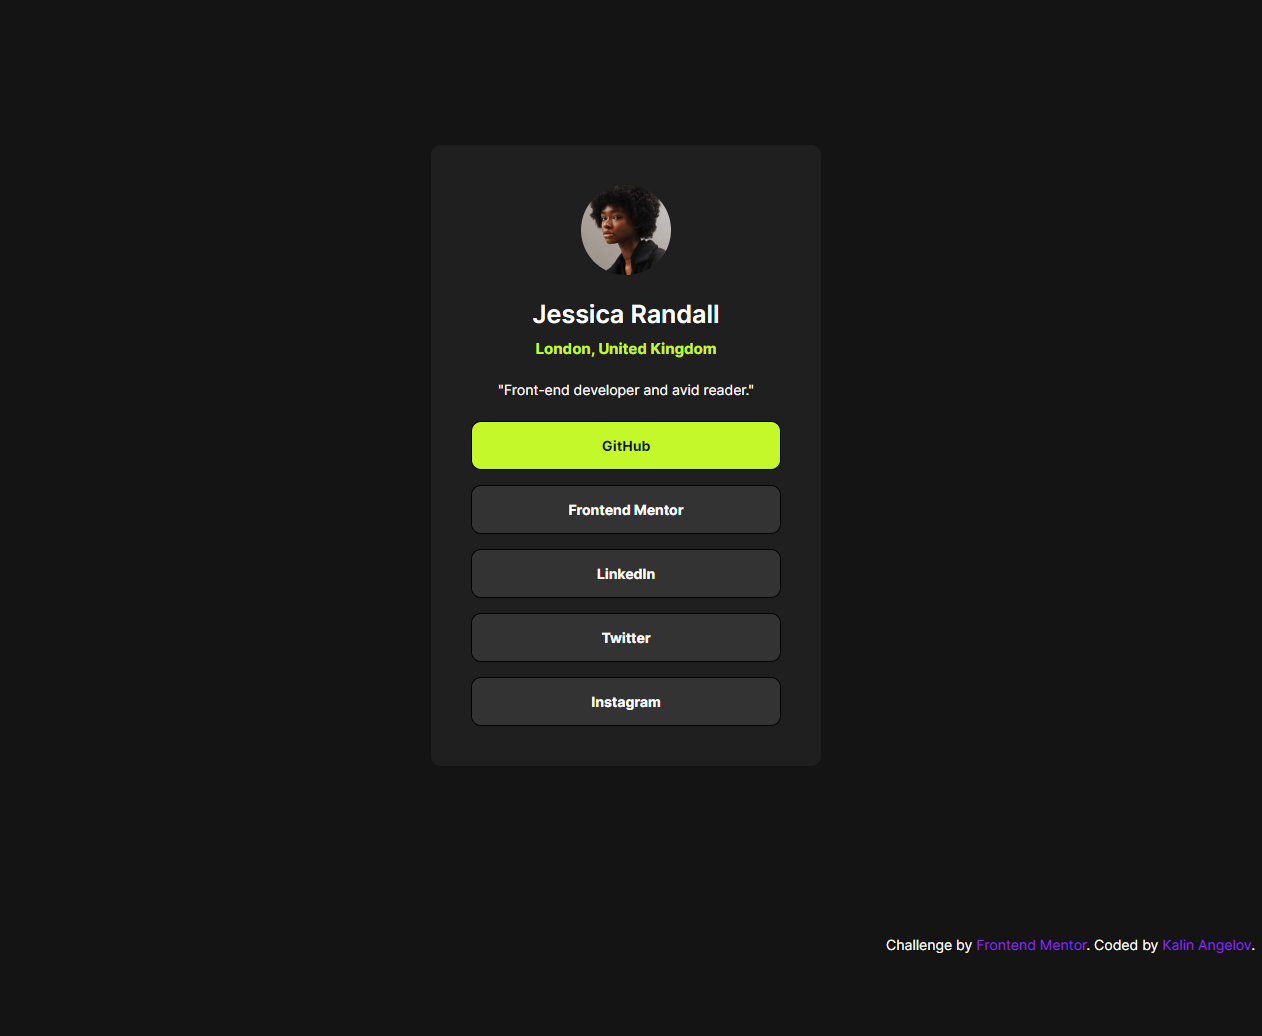 Jessica Randall
London, United Kingdom
"Front-end developer and avid reader."
GitHub
Frontend Mentor
LinkedIn
Twitter
Instagram
Challenge by Frontend Mentor. Coded by Kalin Angelov.